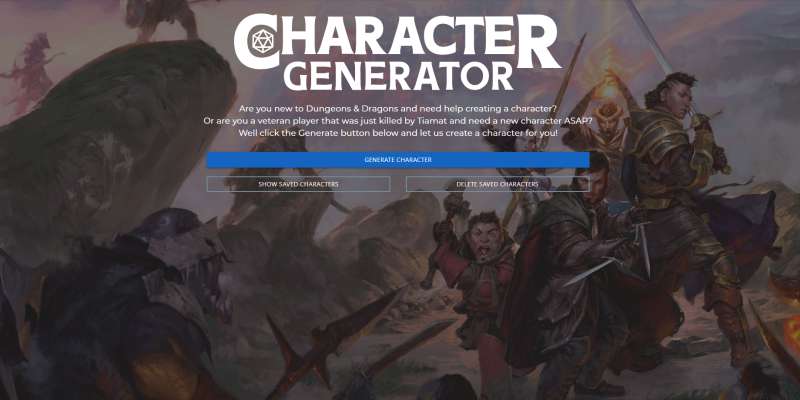 CHARACTER
GENERATOR
Are you new to Dungeons & Dragons and need help creating a character?
Or are you a veteran player that was just killed by Tiamat and need a new character ASAP?
Well click the Generate button below and let us create a character for you!
GENERATE CHARACTER
SHOW SAVED CHARACTERS
DELETE SAVED CHARACTERS